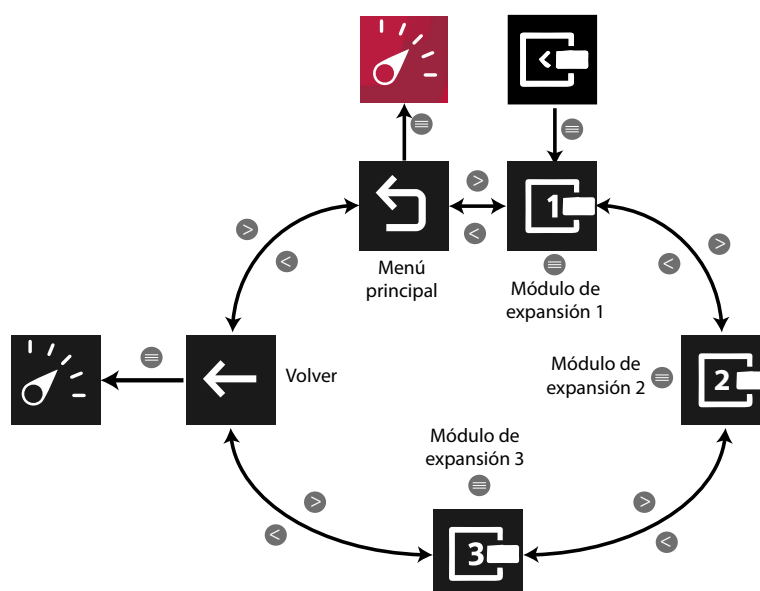 1
Menú
principal
Módulo de
expansión 1
Volver
Módulo de
expansión 2
2
Módulo de
expansión 3
3